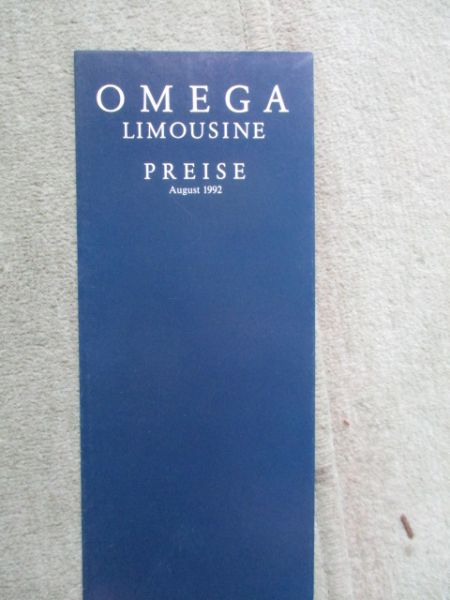 OMEGA
LIMOUSINE
PREISE
August 1992